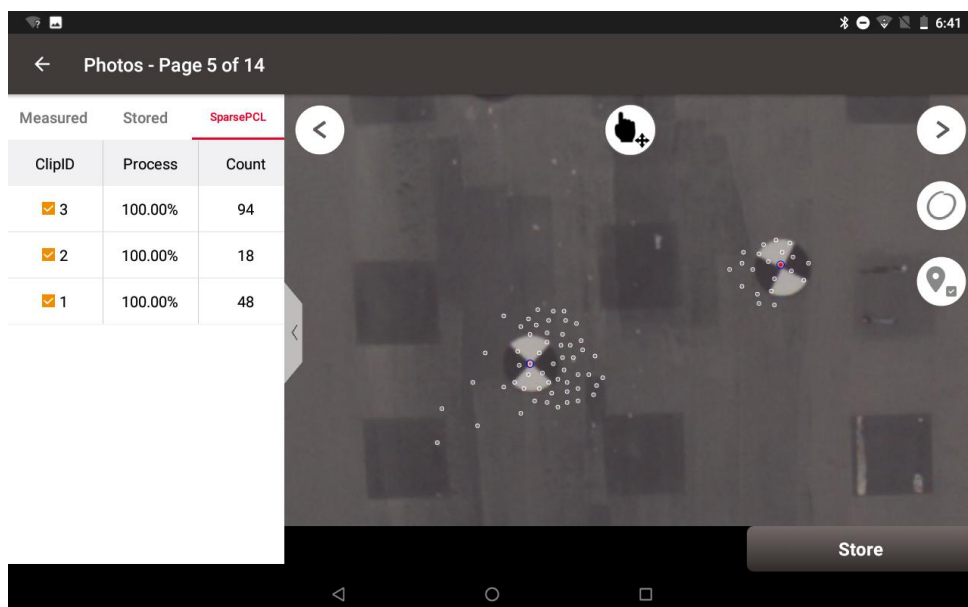 6:41
Photos - Page 5 of 14
Measured Stored SparsePCL
ClipID Process Count
3 100.00% 94
2 100.00% 18
1 100.00% 48
Store